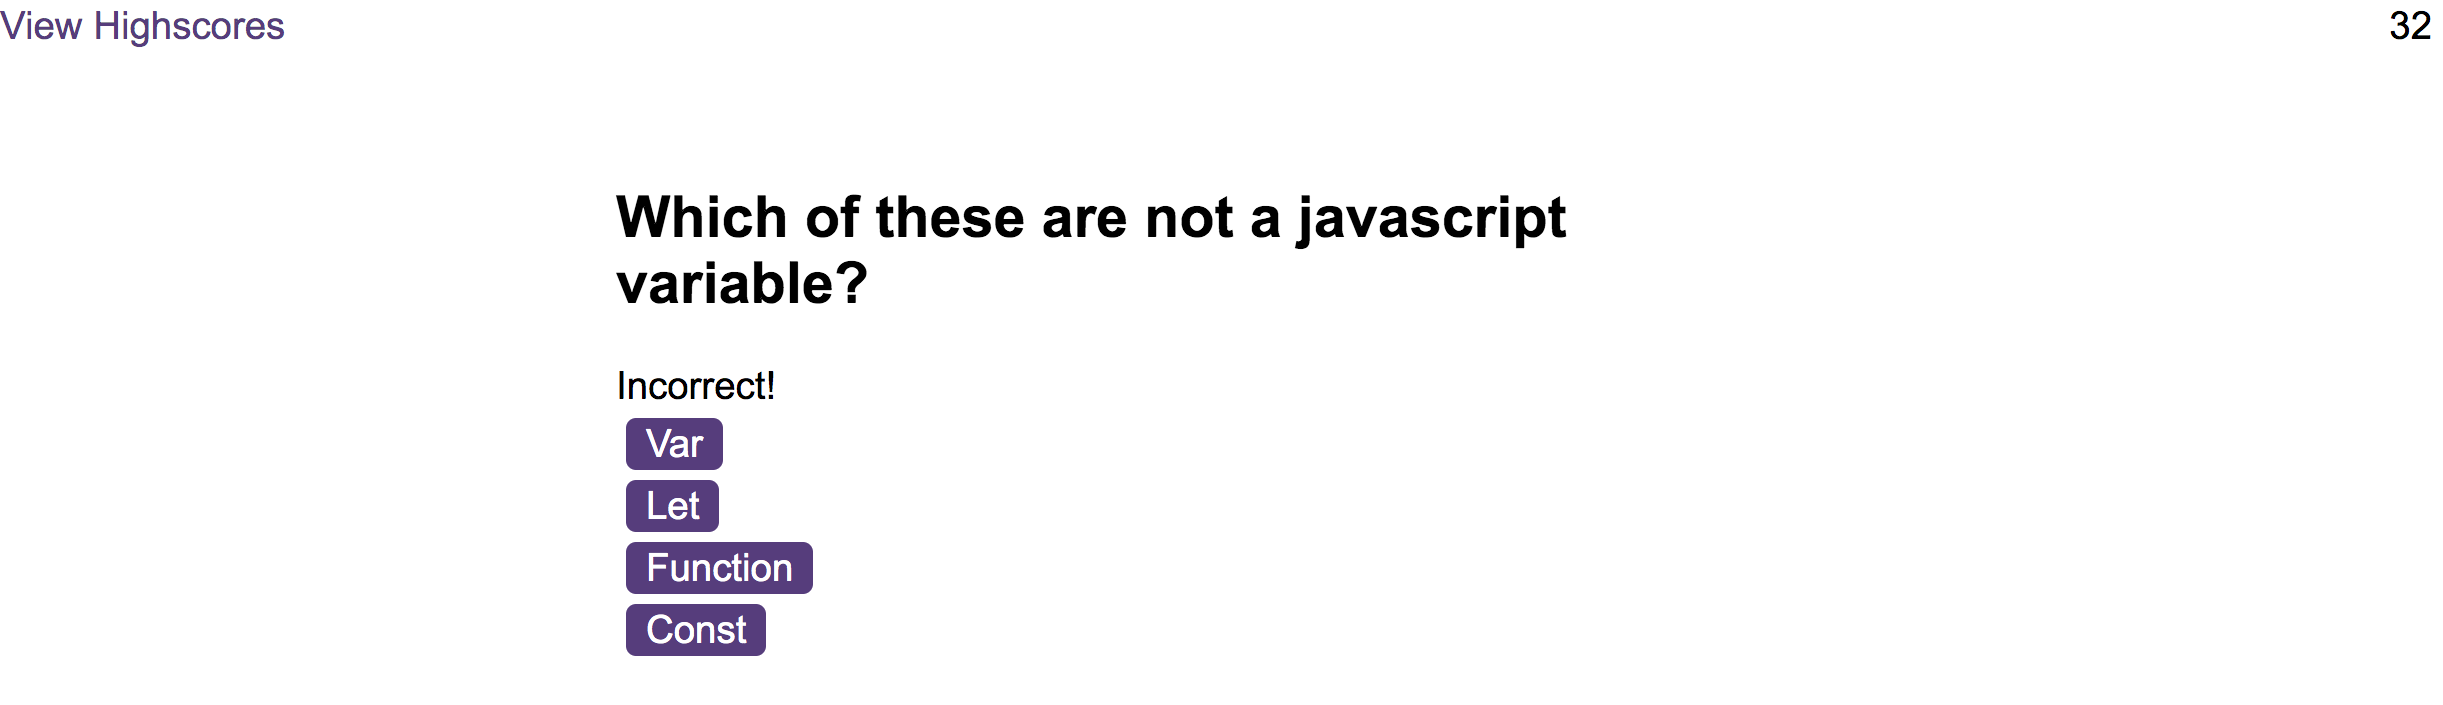 View Highscores
32
Which of these are not a javascript
variable?
Incorrect!
Var
Let
Function
Const